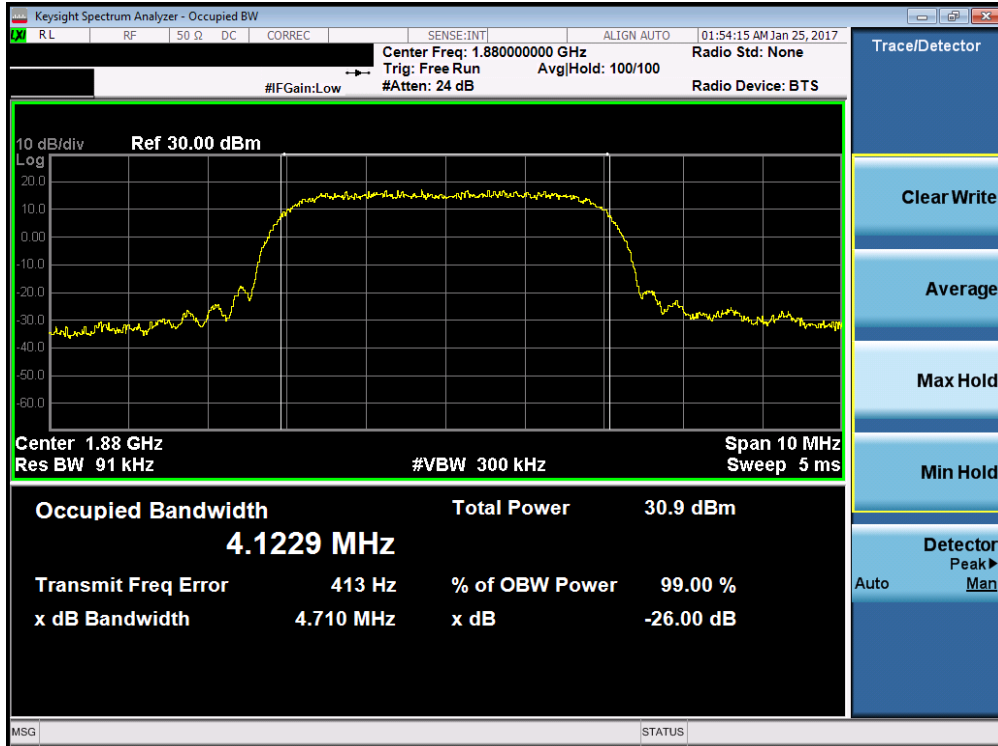 Keysight Spectrum Analyzer - Occupied BW
LXI RL RF 50 Ω DC CORREC SENSE:INT ALIGN AUTO 01:54:15 AM Jan 25, 2017
Center Freq: 1.880000000 GHz Radio Std: None
Trig: Free Run Avg|Hold: 100/100
#IFGain:Low #Atten: 24 dB Radio Device: BTS
10 dB/div Ref 30.00 dBm
Log
20.0
10.0
0.00
-10.0
-20.0
-30.0
-40.0
-50.0
-60.0
Center 1.88 GHz Span 10 MHz
Res BW 91 kHz #VBW 300 kHz Sweep 5 ms
Occupied Bandwidth Total Power 30.9 dBm
4.1229 MHz
Transmit Freq Error 413 Hz % of OBW Power 99.00 %
x dB Bandwidth 4.710 MHz x dB -26.00 dB
Trace/Detector
Clear Write
Average
Max Hold
Min Hold
Detector
Peak▶
Auto Man
MSG STATUS